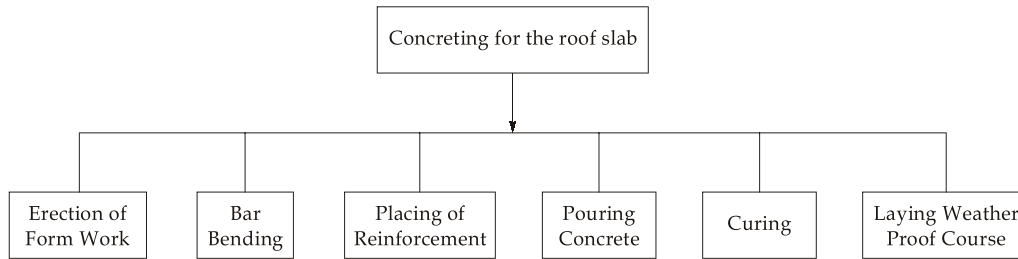 Concreting for the roof slab
Erection of
Form Work
Bar
Bending
Placing of
Reinforcement
Pouring
Concrete
Curing
Laying Weather
Proof Course